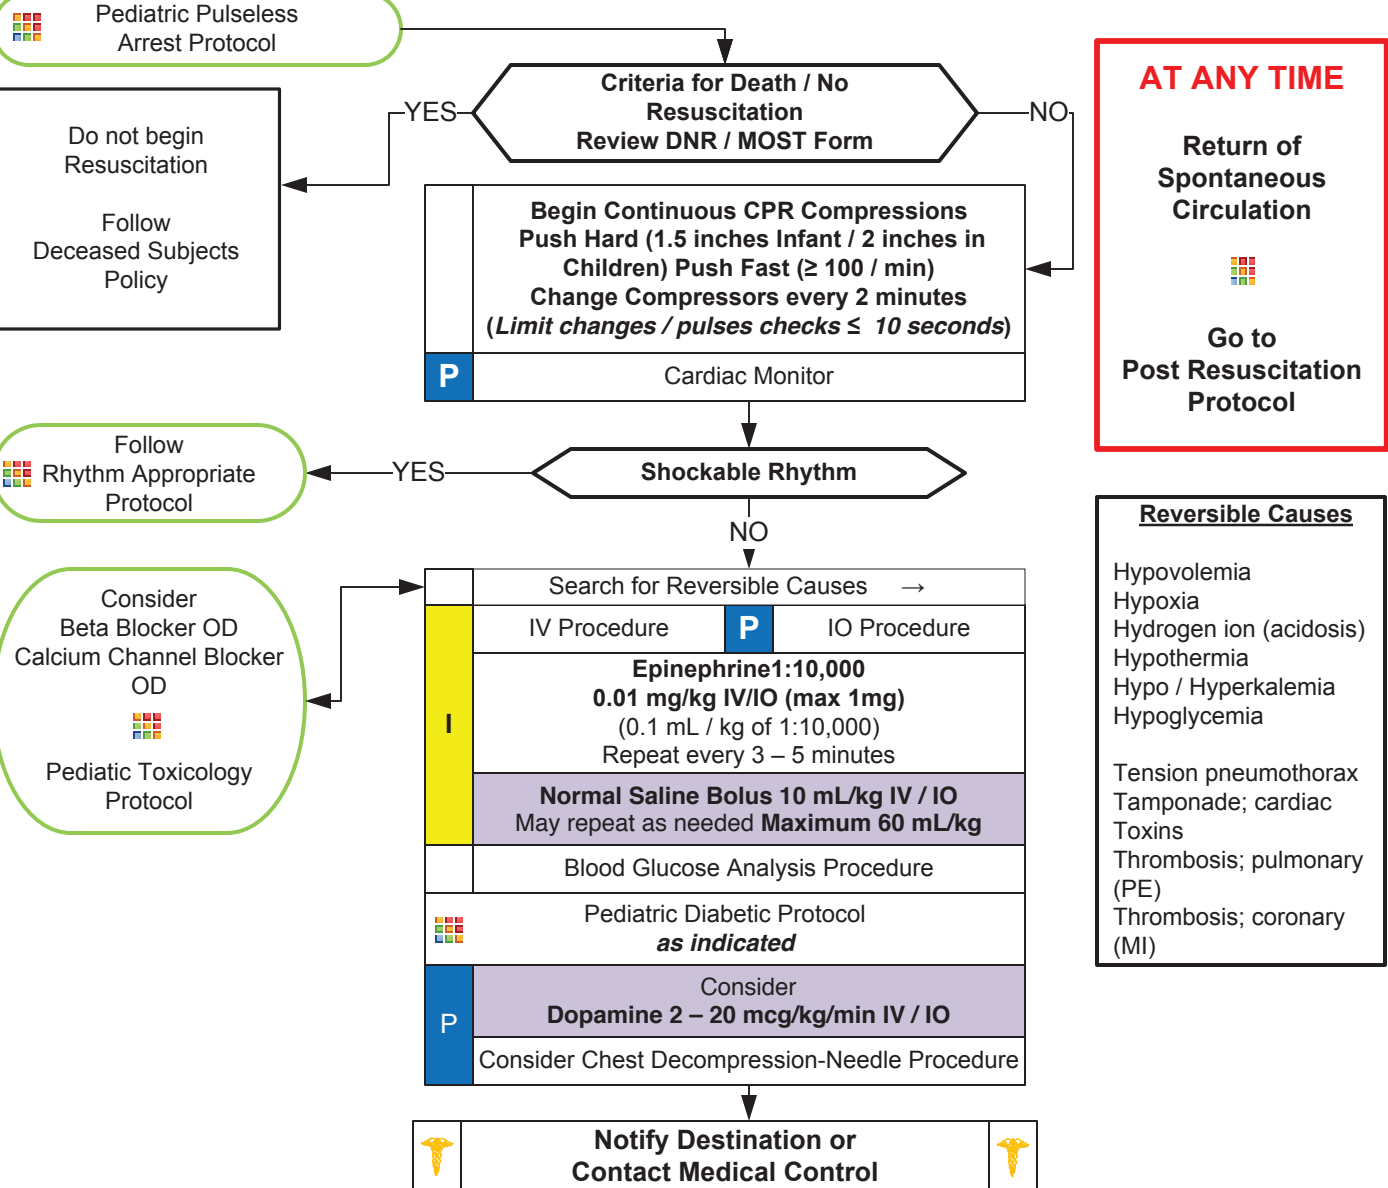 Pediatric Pulseless
Arrest Protocol
Criteria for Death / No
Resuscitation
Review DNR / MOST Form
YES
NO
Do not begin
Resuscitation
Follow
Deceased Subjects
Policy
AT ANY TIME
Return of
Spontaneous
Circulation
Go to
Post Resuscitation
Protocol
Begin Continuous CPR Compressions
Push Hard (1.5 inches Infant / 2 inches in
Children) Push Fast (≥ 100 / min)
Change Compressors every 2 minutes
(Limit changes / pulses checks ≤ 10 seconds)
P
Cardiac Monitor
Follow
Rhythm Appropriate
Protocol
YES
Shockable Rhythm
NO
Reversible Causes
Hypovolemia
Hypoxia
Hydrogen ion (acidosis)
Hypothermia
Hypo / Hyperkalemia
Hypoglycemia
Tension pneumothorax
Tamponade; cardiac
Toxins
Thrombosis; pulmonary
(PE)
Thrombosis; coronary
(MI)
Consider
Beta Blocker OD
Calcium Channel Blocker
OD
Pediatic Toxicology
Protocol
Search for Reversible Causes →
I
IV Procedure
P
IO Procedure
Epinephrine1:10,000
0.01 mg/kg IV/IO (max 1mg)
(0.1 mL / kg of 1:10,000)
Repeat every 3 – 5 minutes
Normal Saline Bolus 10 mL/kg IV / IO
May repeat as needed Maximum 60 mL/kg
Blood Glucose Analysis Procedure
Pediatric Diabetic Protocol
as indicated
P
Consider
Dopamine 2 – 20 mcg/kg/min IV / IO
Consider Chest Decompression-Needle Procedure
Notify Destination or
Contact Medical Control